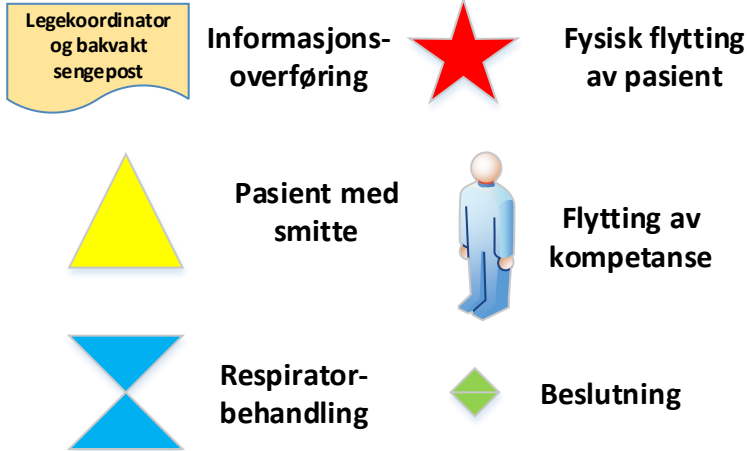 Legekoordinator
og bakvakt
sengepost
Informasjons-
overføring
Fysisk flytting
av pasient
Pasient med
smitte
Flytting av
kompetanse
Respirator-
behandling
Beslutning